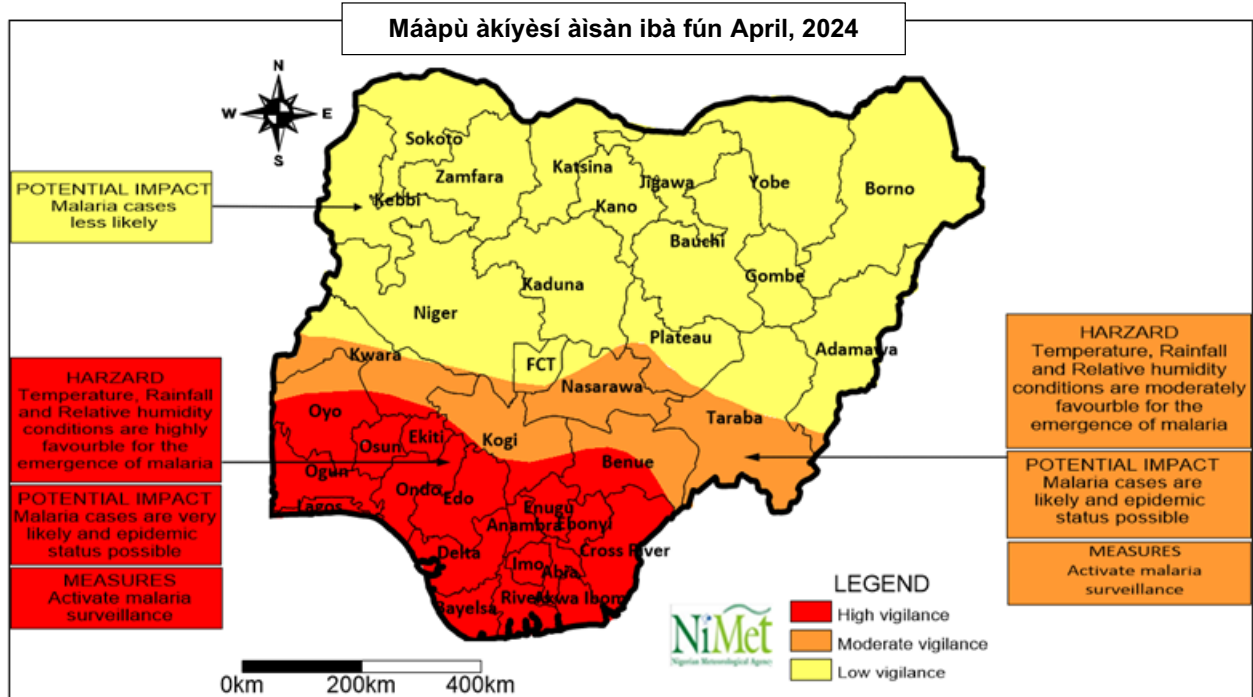 Máàpù àkíyèsí àìsàn ibà fún April, 2024
N
W
E
S
Sokoto
Zamfara
Katsina
Jigawa
Yobe
Borno
Kebbi
Kano
Bauchi
Gombe
Kaduna
Niger
Plateau
Adamawa
FCT
Kwara
Nasarawa
Taraba
Oyo
Osun
Ekiti
Kogi
Benue
Ogun
Ondo
Edo
Lagos
Enugu
Anambra
Ebonyi
Delta
Cross River
Imo
Abia
Bayelsa
Rivers
Akwa Ibom
POTENTIAL IMPACT
Malaria cases
less likely
HARZARD
Temperature, Rainfall
and Relative humidity
conditions are highly
favourble for the
emergence of malaria
POTENTIAL IMPACT
Malaria cases are very
likely and epidemic
status possible
MEASURES
Activate malaria
surveillance
HARZARD
Temperature, Rainfall
and Relative humidity
conditions are moderately
favourble for the
emergence of malaria
POTENTIAL IMPACT
Malaria cases are
likely and epidemic
status possible
MEASURES
Activate malaria
surveillance
LEGEND
High vigilance
Moderate vigilance
Low vigilance
NiMet
Nigerian Meteorological Agency
0km
200km
400km